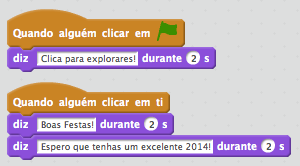 Quando alguém clicar em
diz Clica para explorares! durante 2 s
Quando alguém clicar em ti
diz Boas Festas! durante 2 s
diz Espero que tenhas um excelente 2014! durante 2 s